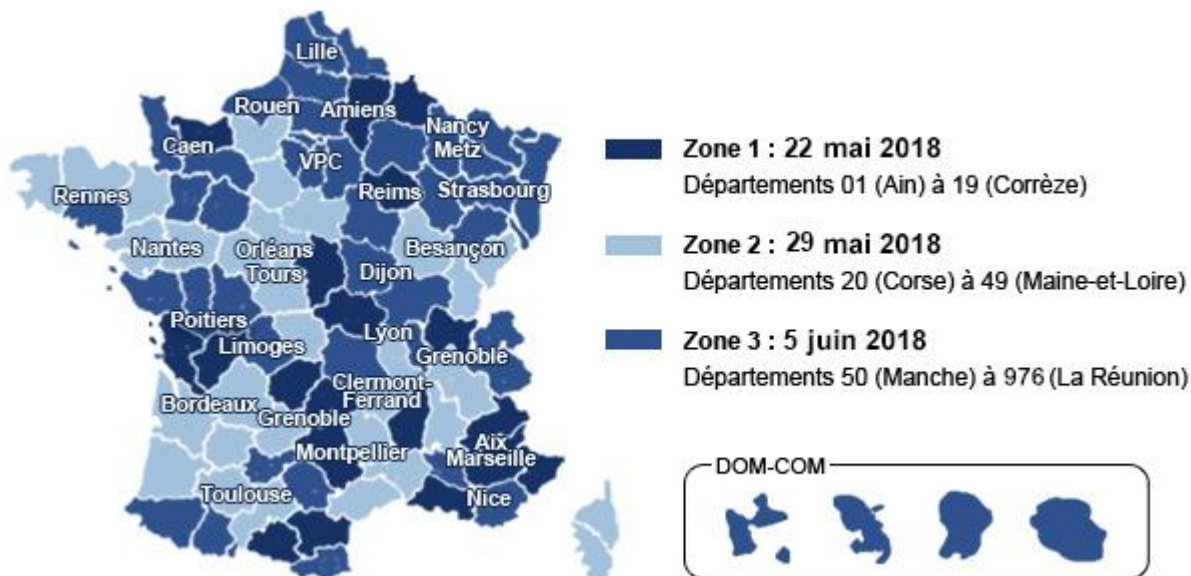 Lille
Rouen
Amiens
Caen
Nancy
Metz
VPC
Rennes
Reims
Strasbourg
Nantes
Orléans
Tours
Besançon
Dijon
Poitiers
Limoges
Lyon
Grenoble
Clermont-
Ferrand
Bordeaux
Grenoble
Montpellier
Aix
Marseille
Toulouse
Nice
Zone 1 : 22 mai 2018
Départements 01 (Ain) à 19 (Corrèze)
Zone 2 : 29 mai 2018
Départements 20 (Corse) à 49 (Maine-et-Loire)
Zone 3 : 5 juin 2018
Départements 50 (Manche) à 976 (La Réunion)
DOM-COM